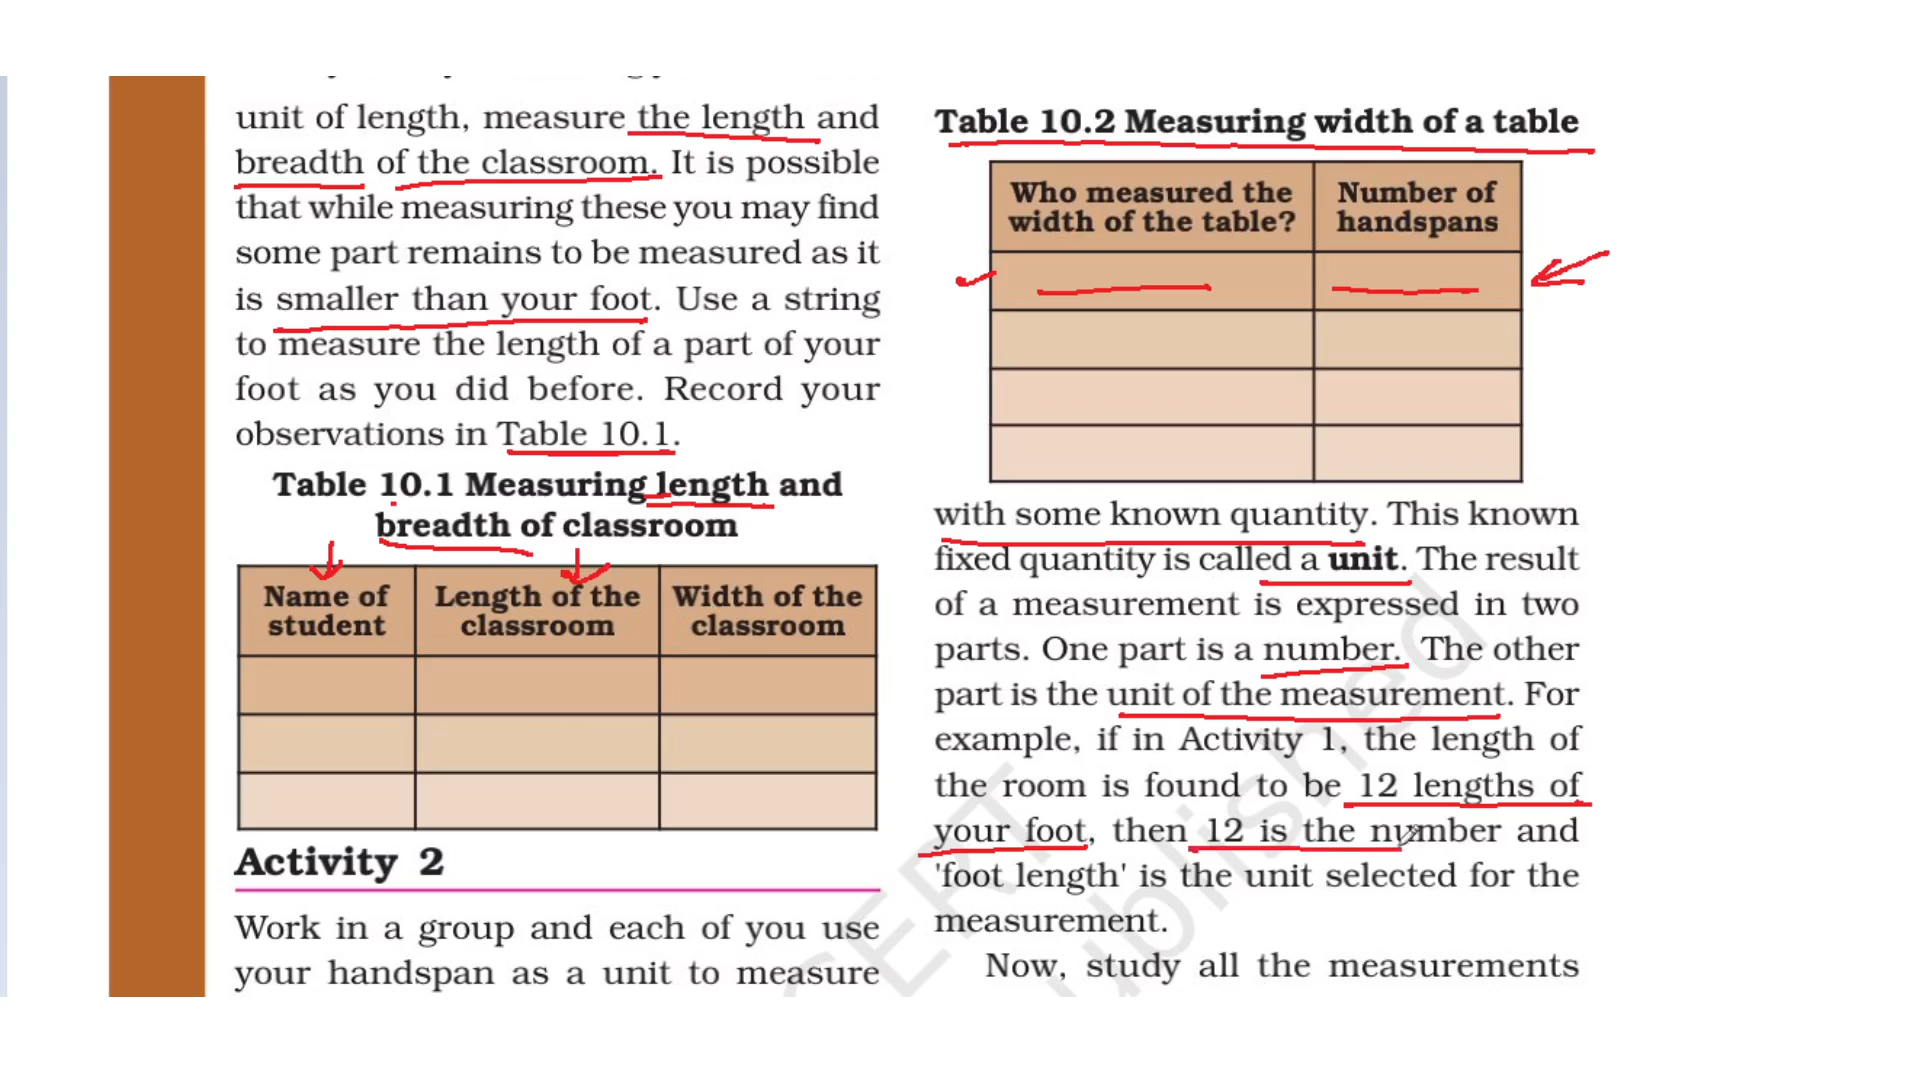 unit of length, measure the length and
breadth of the classroom. It is possible
that while measuring these you may find
some part remains to be measured as it
is smaller than your foot. Use a string
to measure the length of a part of your
foot as you did before. Record your
observations in Table 10.1.
Table 10.1 Measuring length and
breadth of classroom
Name of student
Length of the classroom
Width of the classroom
Activity 2
Work in a group and each of you use
your handspan as a unit to measure
Table 10.2 Measuring width of a table
Who measured the width of the table?
Number of handspans
with some known quantity. This known
fixed quantity is called a unit. The result
of a measurement is expressed in two
parts. One part is a number. The other
part is the unit of the measurement. For
example, if in Activity 1, the length of
the room is found to be 12 lengths of
your foot, then 12 is the number and
'foot length' is the unit selected for the
measurement.
Now, study all the measurements